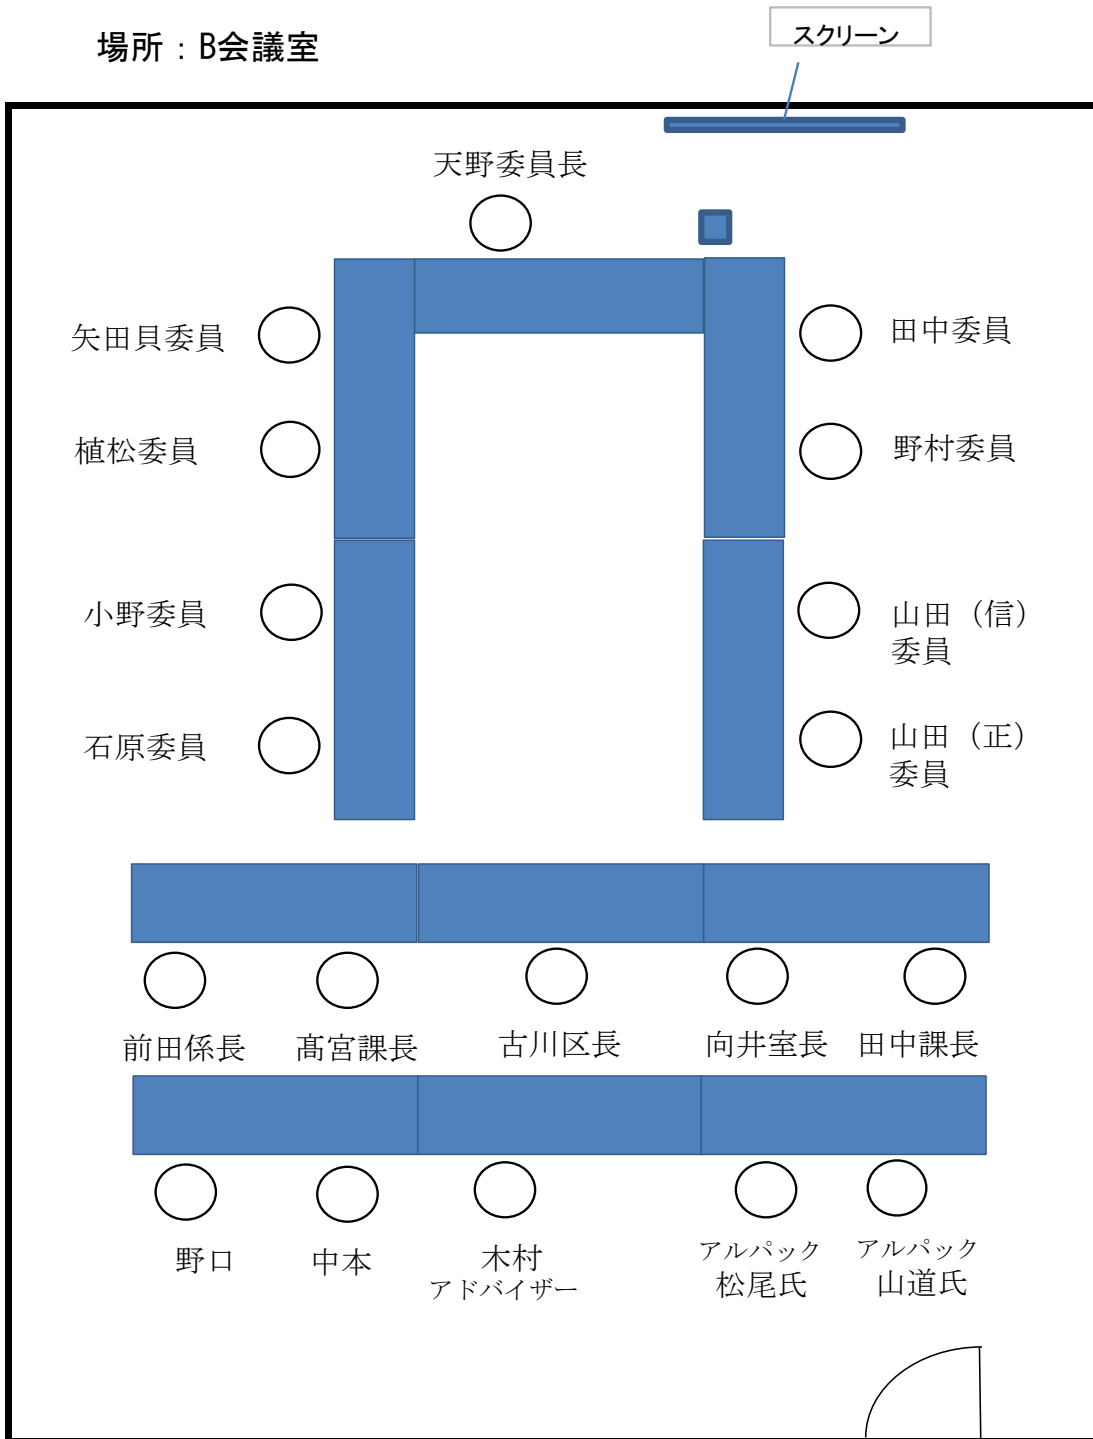 場所：B会議室
スクリーン
天野委員長
矢田貝委員
田中委員
植松委員
野村委員
小野委員
山田（信）
委員
石原委員
山田（正）
委員
前田係長
髙宮課長
古川区長
向井室長
田中課長
野口
中本
木村
アドバイザー
アルパック
松尾氏
アルパック
山道氏